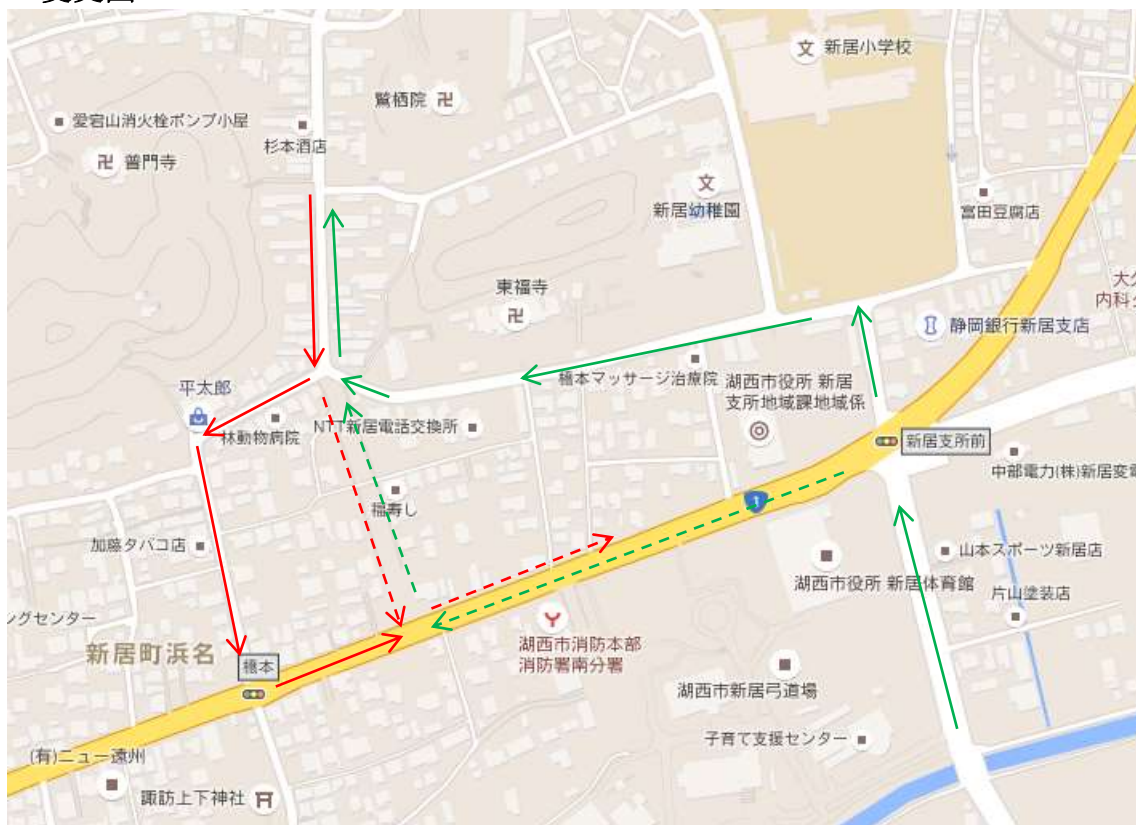 新居小学校
鷲栖院
愛宕山消火栓ポンプ小屋
杉本酒店
普門寺
新居幼稚園
富田豆腐店
東福寺
大久
内科ク
静岡銀行新居支店
平太郎
橋本マッサージ治療院
湖西市役所 新居
支所地域課地域係
林動物病院
NTT新居電話交換所
新居支所前
中部電力(株)新居変電
1
福寿し
加藤タバコ店
山本スポーツ新居店
湖西市役所 新居体育館
片山塗装店
ングセンター
新居町浜名
橋本
湖西市消防本部
消防署南分署
湖西市新居弓道場
子育て支援センター
(有)ニュー遠州
諏訪上下神社